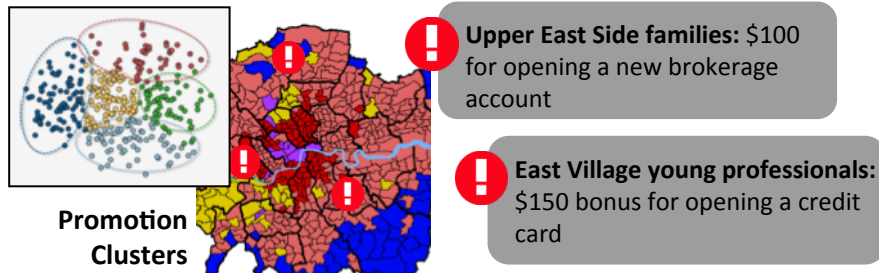 Upper East Side families: $100
for opening a new brokerage
account
East Village young professionals:
$150 bonus for opening a credit
card
Promotion
Clusters